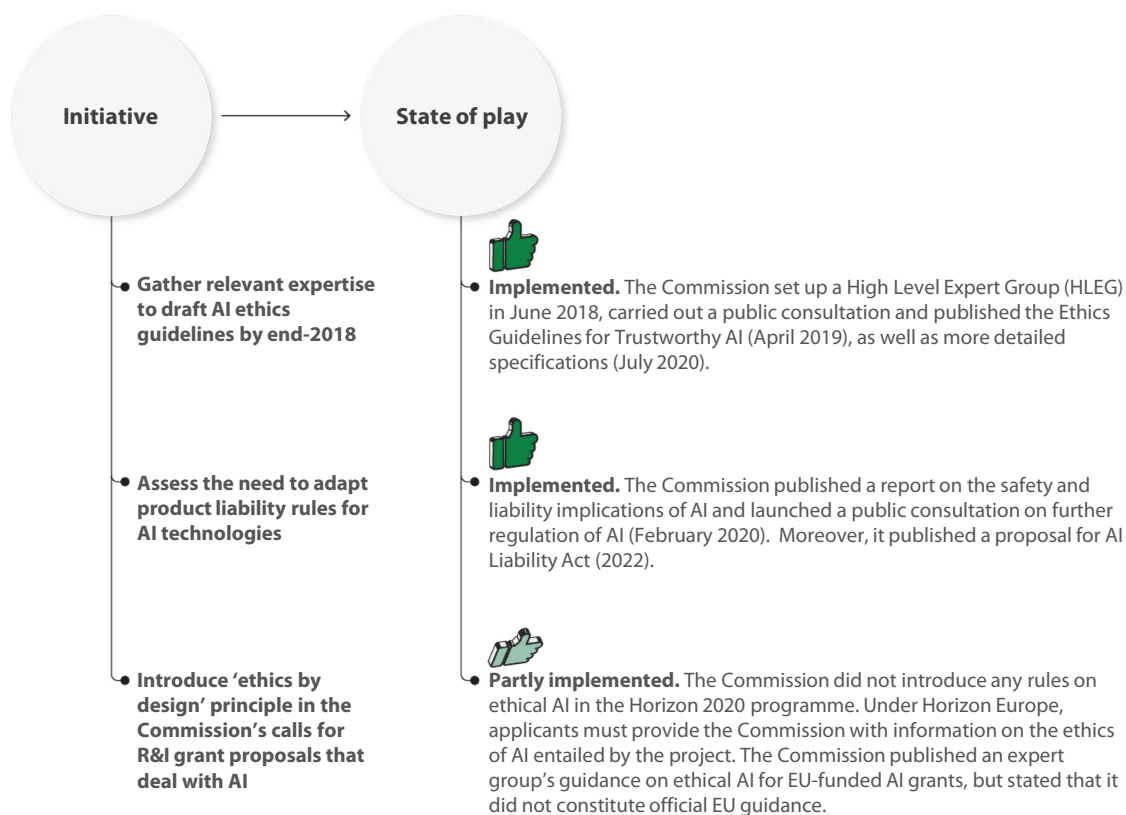 Initiative
State of play
Gather relevant expertise
to draft AI ethics
guidelines by end-2018
Implemented. The Commission set up a High Level Expert Group (HLEG)
in June 2018, carried out a public consultation and published the Ethics
Guidelines for Trustworthy AI (April 2019), as well as more detailed
specifications (July 2020).
Assess the need to adapt
product liability rules for
AI technologies
Implemented. The Commission published a report on the safety and
liability implications of AI and launched a public consultation on further
regulation of AI (February 2020). Moreover, it published a proposal for AI
Liability Act (2022).
Introduce ‘ethics by
design’ principle in the
Commission’s calls for
R&I grant proposals that
deal with AI
Partly implemented. The Commission did not introduce any rules on
ethical AI in the Horizon 2020 programme. Under Horizon Europe,
applicants must provide the Commission with information on the ethics
of AI entailed by the project. The Commission published an expert
group’s guidance on ethical AI for EU-funded AI grants, but stated that it
did not constitute official EU guidance.